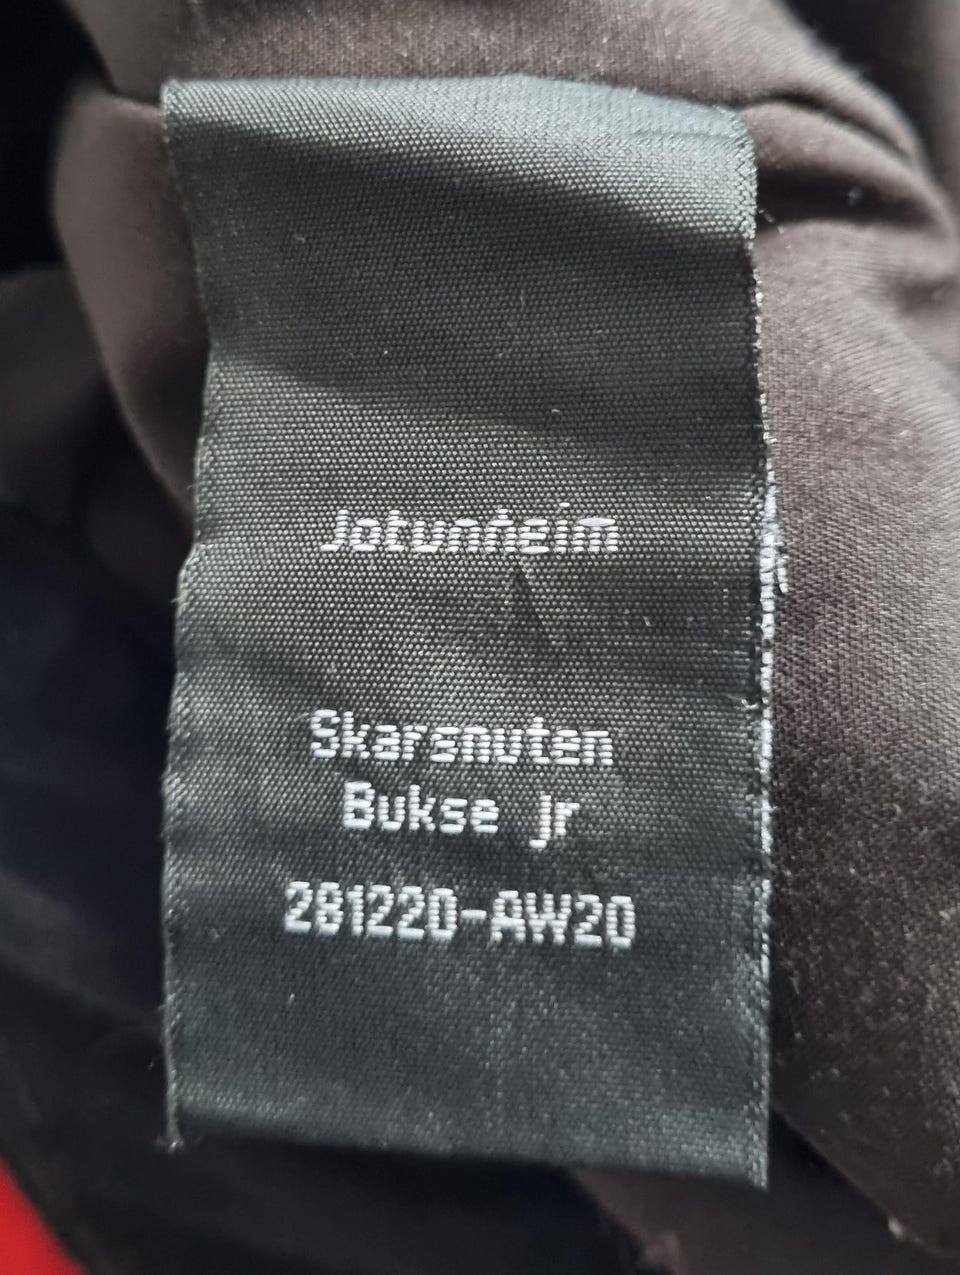 Jotunheim
Skarsnuten
Bukse jr
281220-AW20